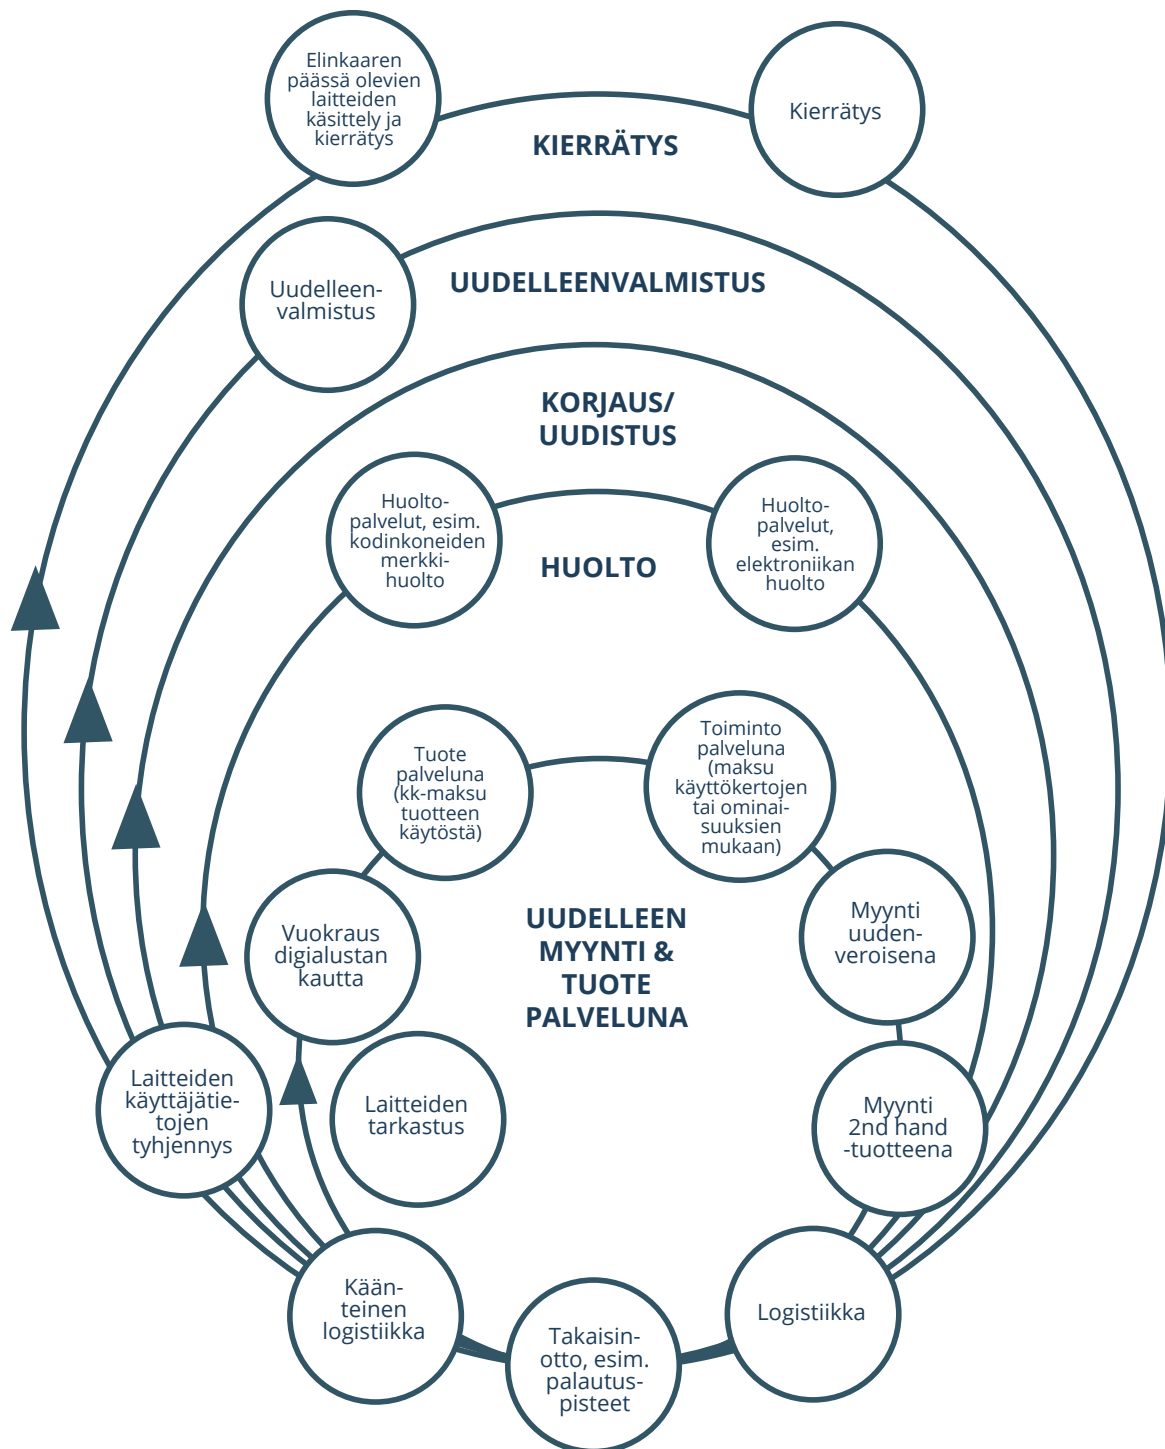 Elinkaaren
päässä olevien
laitteiden
käsittely ja
kierrätys
Kierrätys
KIERRÄTYS
Uudelleen-
valmistus
UUDELLEENVALMISTUS
KORJAUS/
UUDISTUS
Huolto-
palvelut, esim.
kodinkoneiden
merkki-
huolto
HUOLTO
Huolto-
palvelut,
esim.
elektroniikan
huolto
Tuote
palveluna
(kk-maksu
tuotteen
käytöstä)
Toiminto
palveluna
(maksu
käyttökertojen
tai ominai-
suuksien
mukaan)
Vuokraus
digialustan
kautta
UUDELLEEN
MYYNTI &
TUOTE
PALVELUNA
Myynti
uuden-
veroisena
Laitteiden
käyttäjätie-
tojen
tyhjennys
Laitteiden
tarkastus
Myynti
2nd hand
-tuotteena
Kään-
teinen
logistiikka
Takaisin-
otto, esim.
palautus-
pisteet
Logistiikka